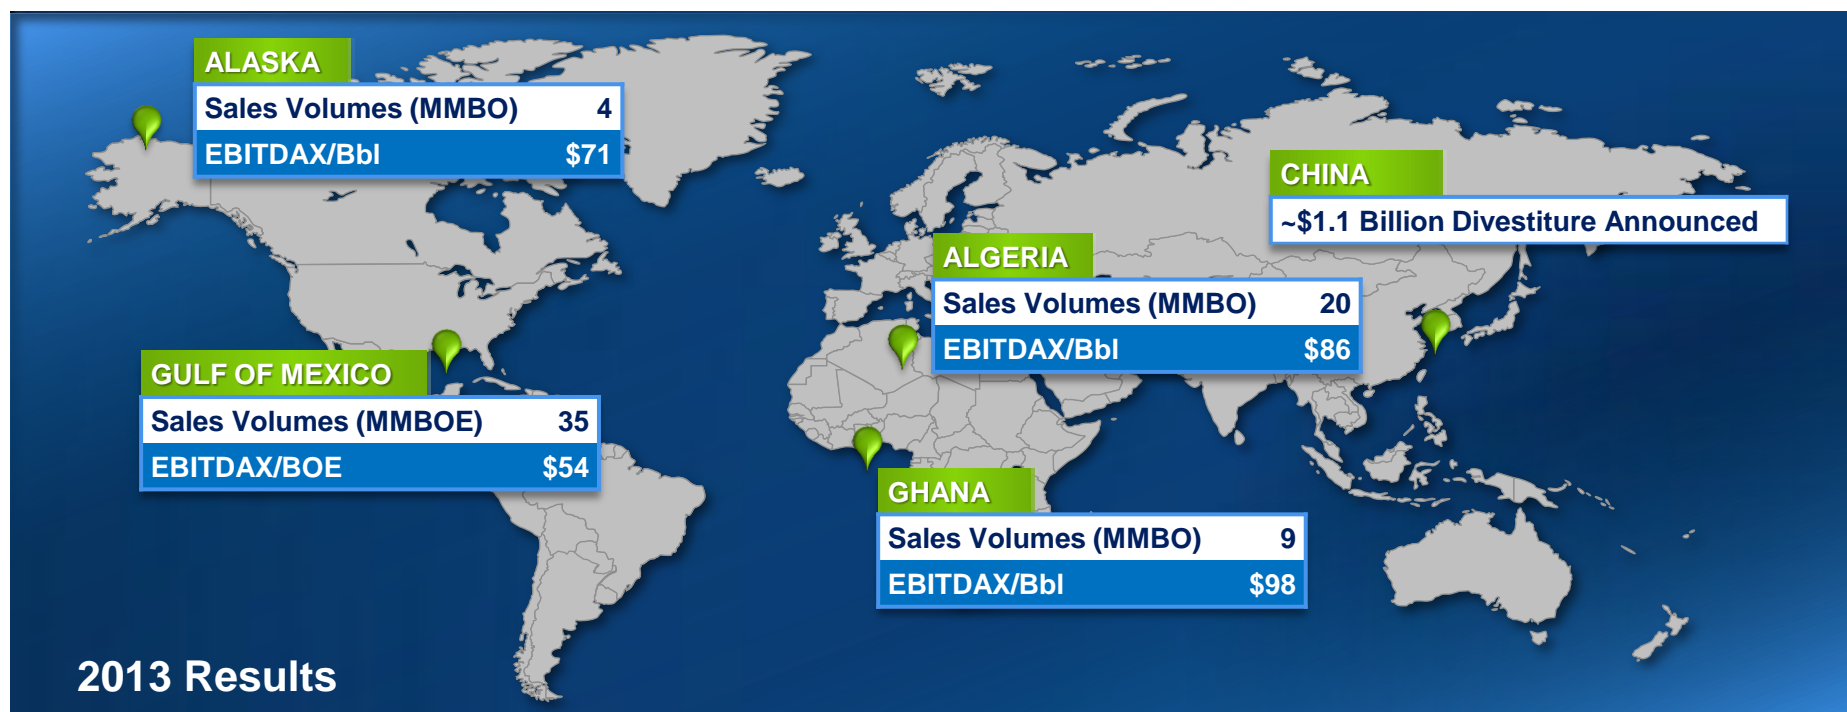 ALASKA
Sales Volumes (MMBO) 4
EBITDAX/Bbl $71
CHINA
~$1.1 Billion Divestiture Announced
ALGERIA
Sales Volumes (MMBO) 20
EBITDAX/Bbl $86
GULF OF MEXICO
Sales Volumes (MMBOE) 35
EBITDAX/BOE $54
GHANA
Sales Volumes (MMBO) 9
EBITDAX/Bbl $98
2013 Results